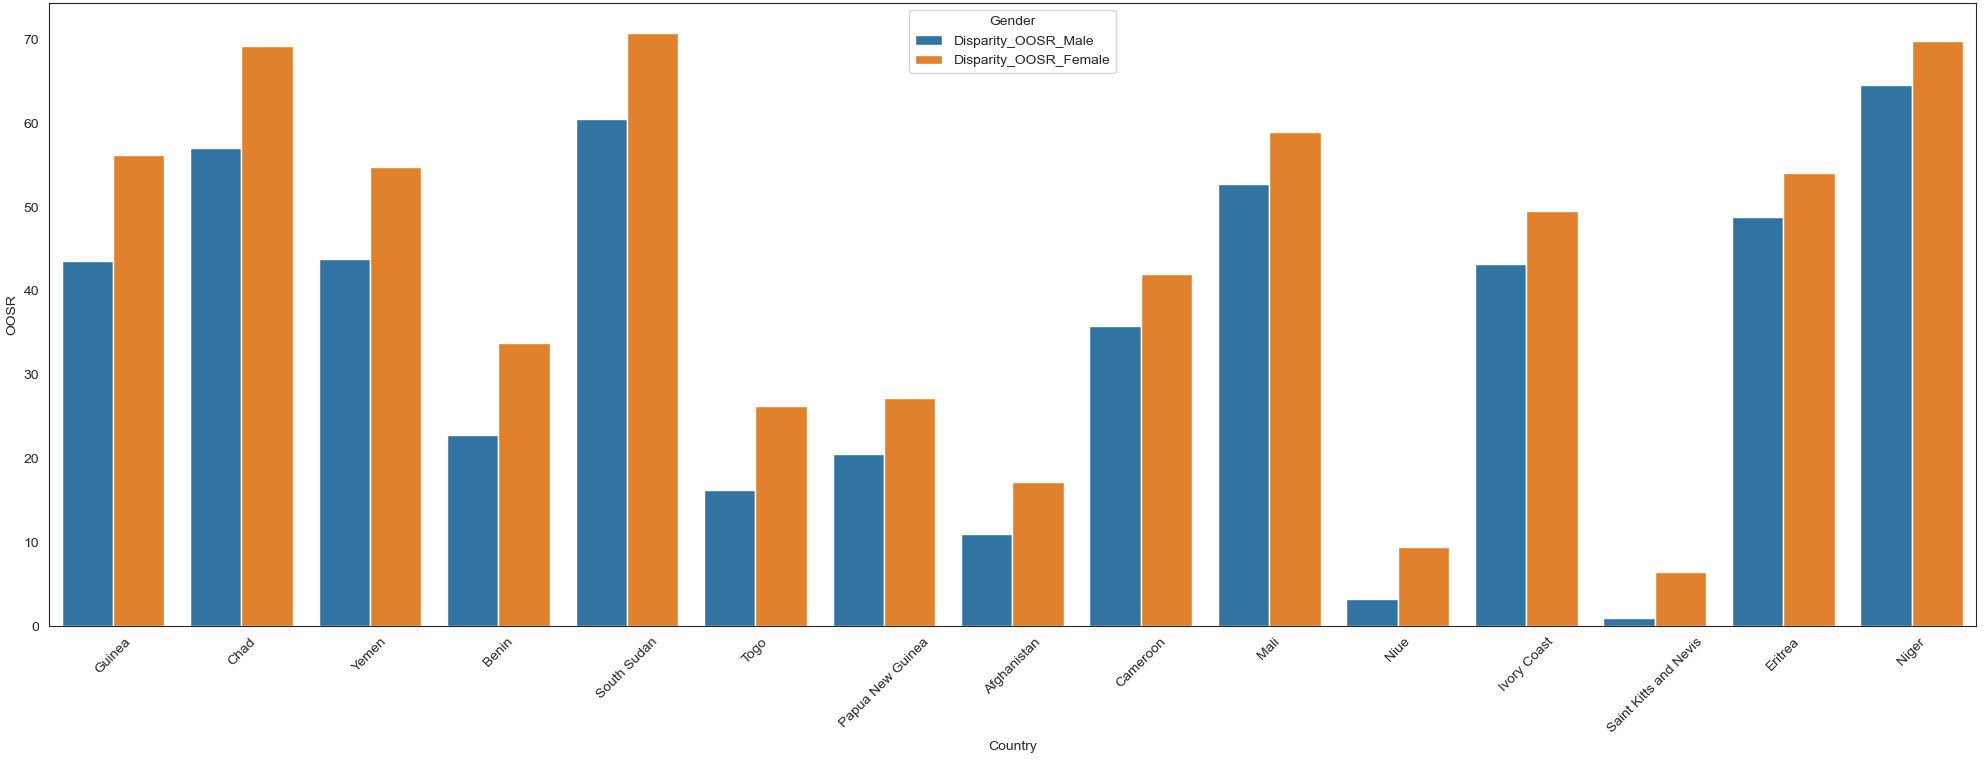 Gender
Disparity_OOSR_Male
Disparity_OOSR_Female
OOSR
70
60
50
40
30
20
10
0
Guinea
Chad
Yemen
Benin
South Sudan
Togo
Papua New Guinea
Afghanistan
Cameroon
Mali
Niue
Ivory Coast
Saint Kitts and Nevis
Eritrea
Niger
Country